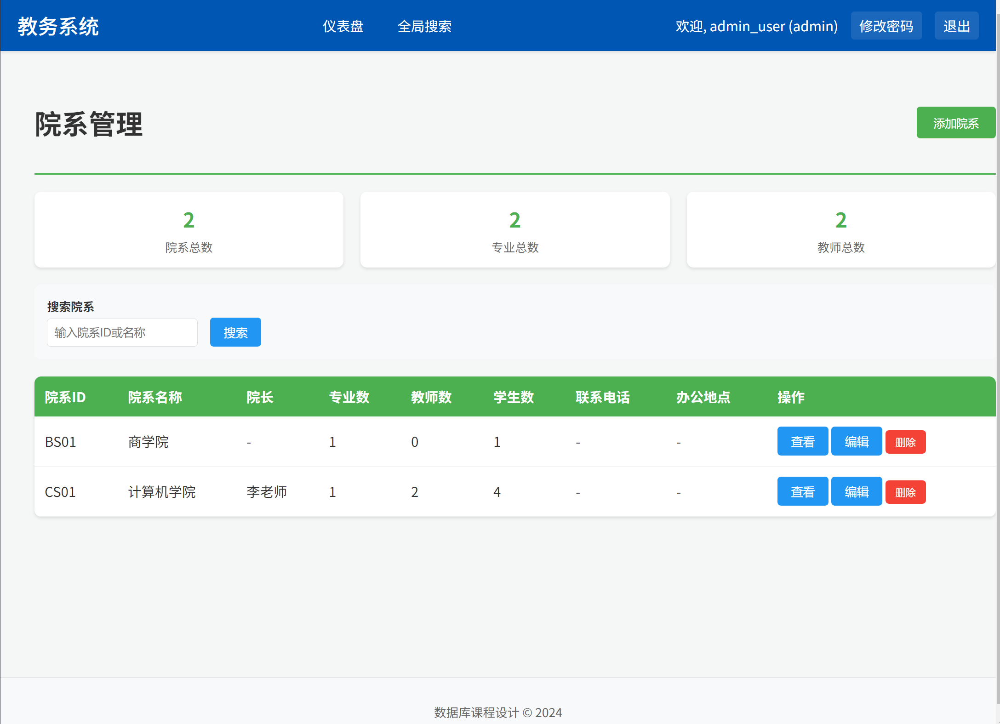 教务系统 仪表盘 全局搜索 欢迎, admin_user (admin) 修改密码 退出
院系管理 添加院系
2 2 2
院系总数 专业总数 教师总数
搜索院系
输入院系ID或名称 搜索
院系ID 院系名称 院长 专业数 教师数 学生数 联系电话 办公地点 操作
BS01 商学院 - 1 0 1 - - 查看 编辑 删除
CS01 计算机学院 李老师 1 2 4 - - 查看 编辑 删除
数据库课程设计 © 2024